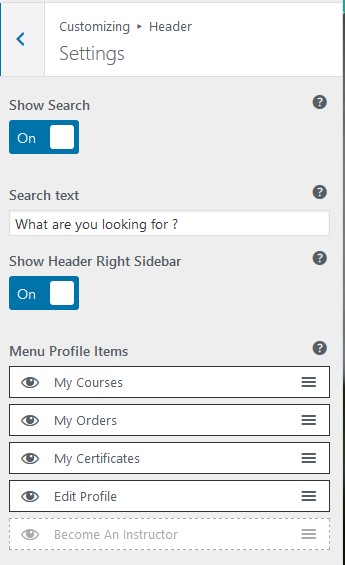 Customizing ▸ Header
Settings
Show Search
On
Search text
What are you looking for ?
Show Header Right Sidebar
On
Menu Profile Items
My Courses
My Orders
My Certificates
Edit Profile
Become An Instructor